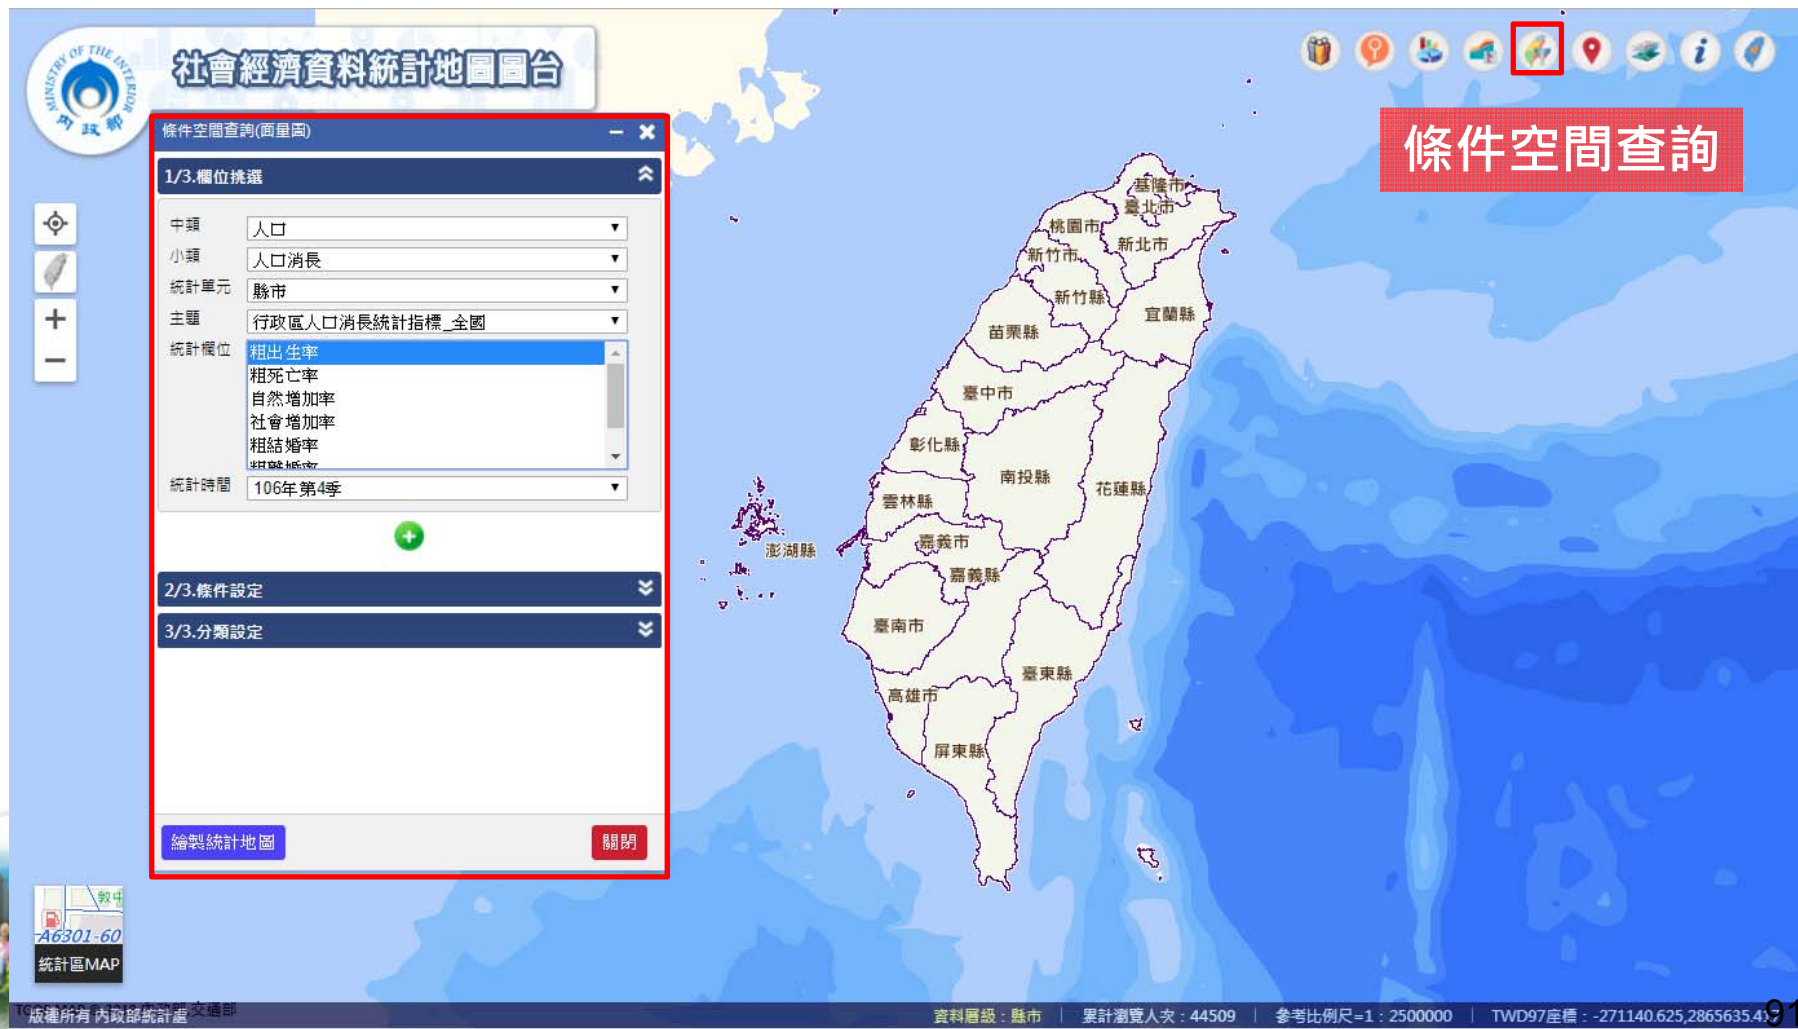 MINISTRY OF THE INTERIOR
內政部
社會經濟資料統計地圖圖台
條件空間查詢
條件空間查詢(面量圖)
1/3.欄位挑選
中類 人口
小類 人口消長
統計單元 縣市
主題 行政區人口消長統計指標_全國
統計欄位 粗出生率
粗死亡率
自然增加率
社會增加率
粗結婚率
粗離婚率
統計時間 106年第4季
2/3.條件設定
3/3.分類設定
繪製統計地圖
關閉
基隆市
臺北市
桃園市
新北市
新竹市
新竹縣
宜蘭縣
苗栗縣
臺中市
彰化縣
南投縣
花蓮縣
雲林縣
嘉義市
澎湖縣
嘉義縣
臺南市
臺東縣
高雄市
屏東縣
敦中
A6301-60
統計區MAP
版權所有 內政部統計處
資料層級：縣市 | 累計瀏覽人次：44509 | 參考比例尺=1：2500000 | TWD97座標：-271140.625,2865635.4
91